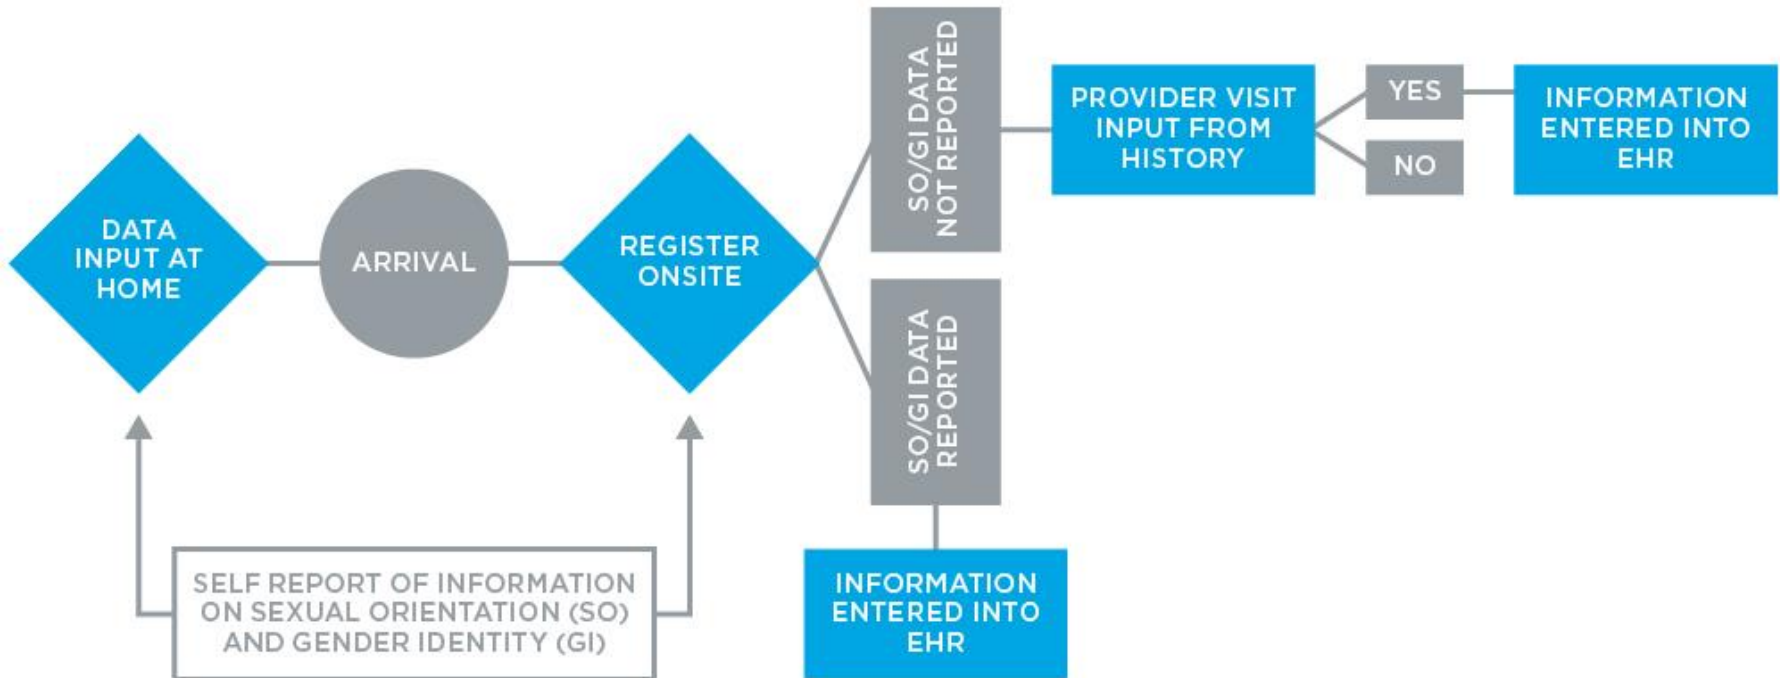 DATA
INPUT AT
HOME
ARRIVAL
REGISTER
ONSITE
SO/GI DATA
NOT REPORTED
PROVIDER VISIT
INPUT FROM
HISTORY
YES
NO
INFORMATION
ENTERED INTO
EHR
SO/GI DATA
REPORTED
INFORMATION
ENTERED INTO
EHR
SELF REPORT OF INFORMATION
ON SEXUAL ORIENTATION (SO)
AND GENDER IDENTITY (GI)